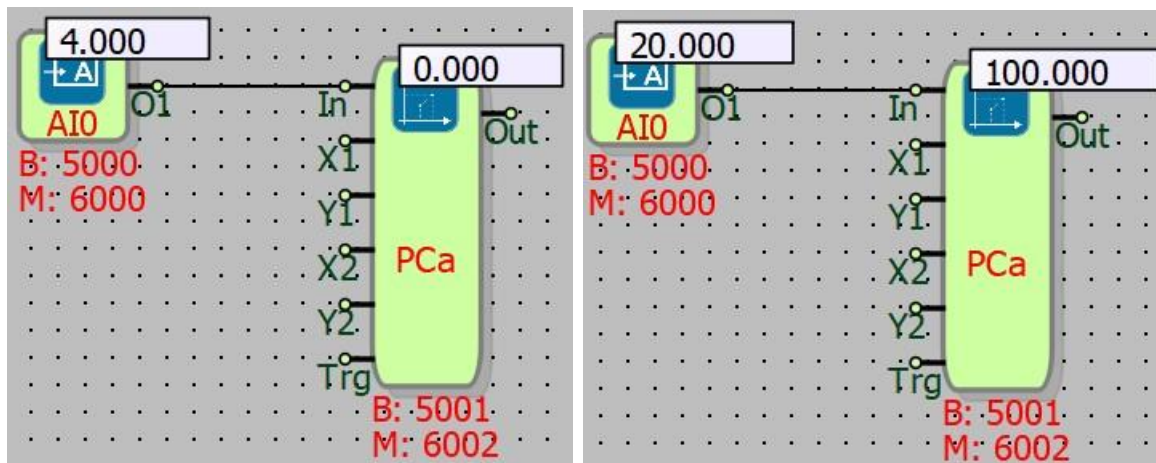 4.000
A
O1
AI0
B: 5000
M: 6000
0.000
In
Out
X1
Y1
X2
PCa
Y2
Trg
B: 5001
M: 6002
20.000
A
O1
AI0
B: 5000
M: 6000
100.000
In
Out
X1
Y1
X2
PCa
Y2
Trg
B: 5001
M: 6002